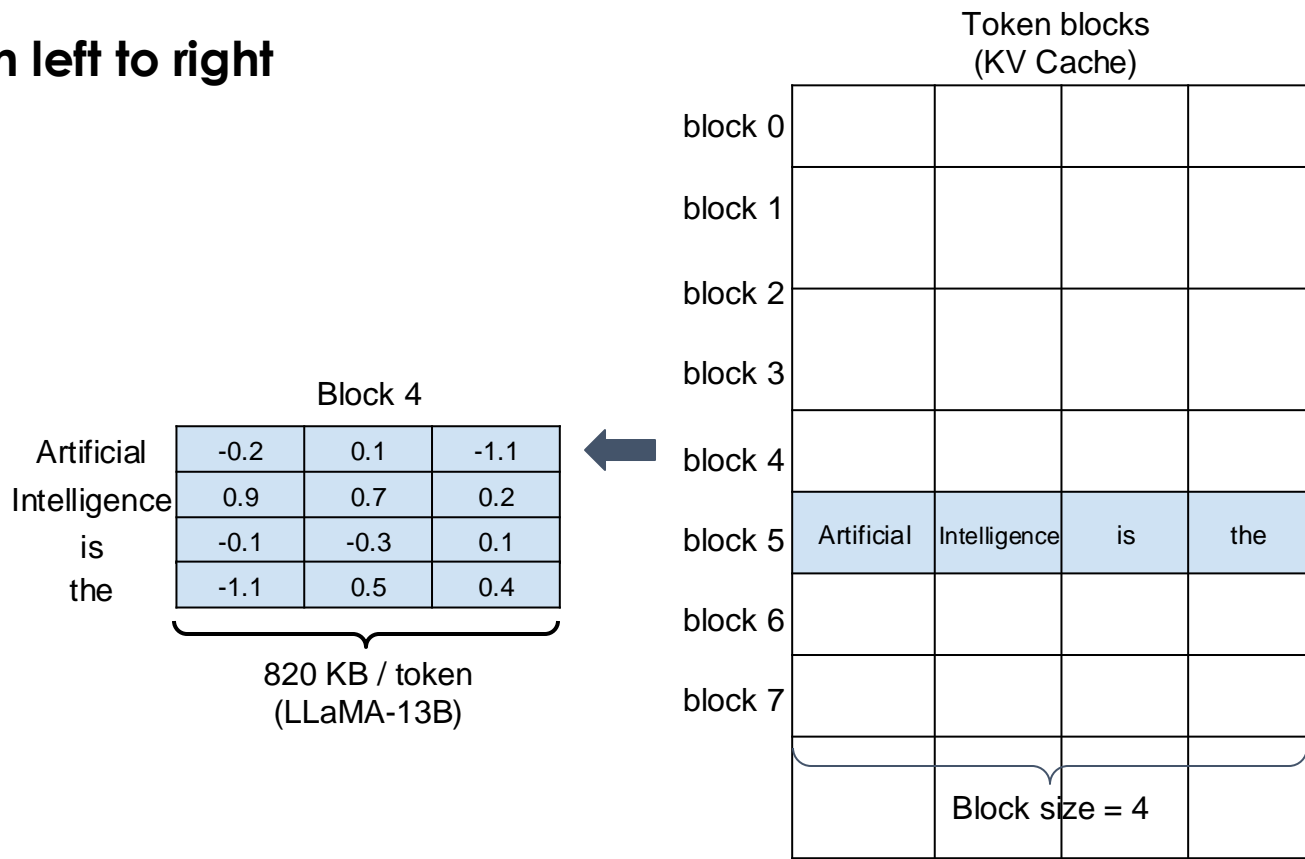 n left to right
Token blocks
(KV Cache)
block 0
block 1
block 2
block 3
block 4
block 5 Artificial Intelligence is the
block 6
block 7
Block size = 4
Block 4
Artificial -0.2 0.1 -1.1
Intelligence 0.9 0.7 0.2
is -0.1 -0.3 0.1
the -1.1 0.5 0.4
820 KB / token
(LLaMA-13B)